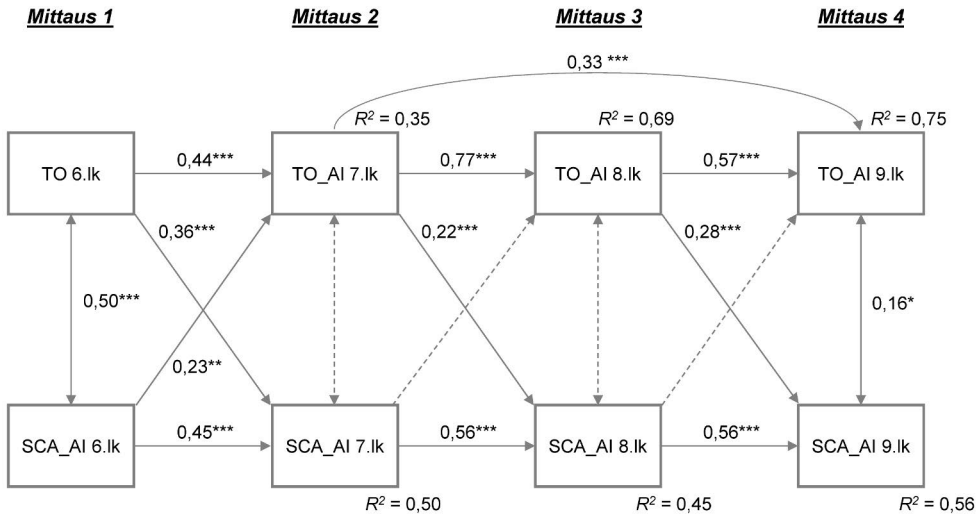 Mittaus 1 Mittaus 2 Mittaus 3 Mittaus 4
0,33 ***
R² = 0,35 R² = 0,69 R² = 0,75
TO 6.lk 0,44*** TO_AI 7.lk 0,77*** TO_AI 8.lk 0,57*** TO_AI 9.lk
0,36*** 0,22*** 0,28***
0,50*** 0,16*
0,23**
SCA_AI 6.lk 0,45*** SCA_AI 7.lk 0,56*** SCA_AI 8.lk 0,56*** SCA_AI 9.lk
R² = 0,50 R² = 0,45 R² = 0,56